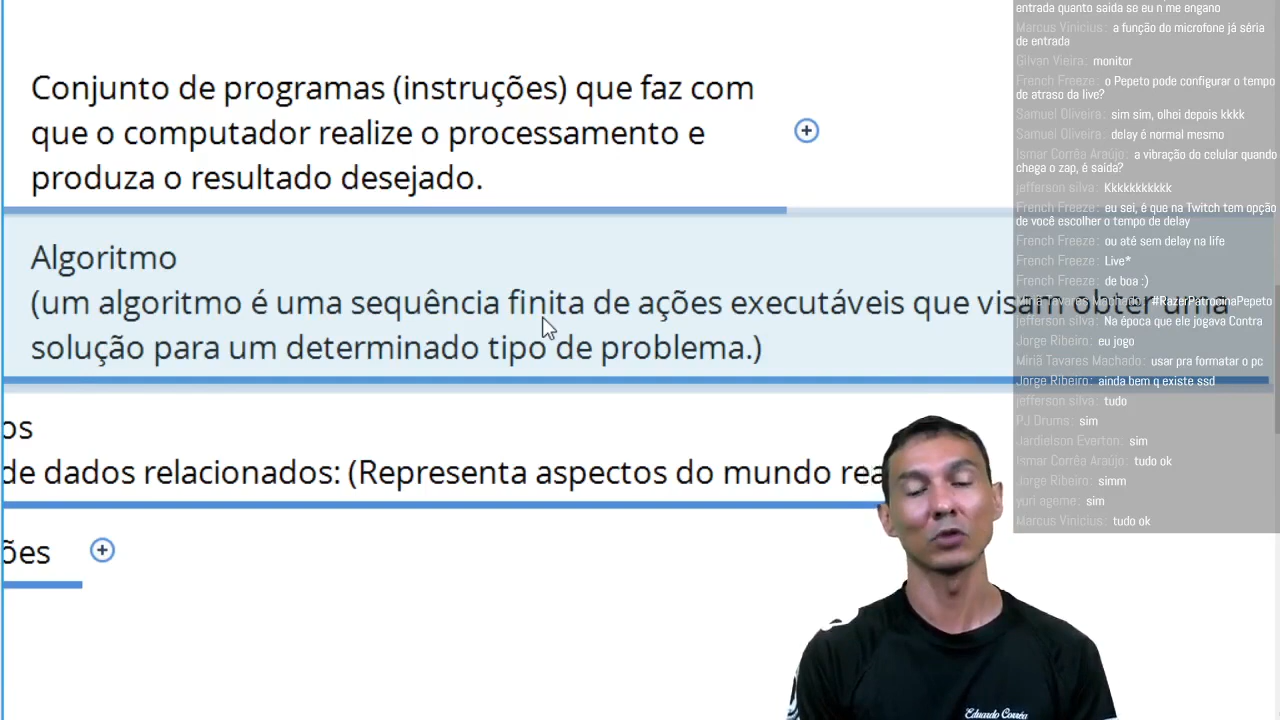 Conjunto de programas (instruções) que faz com
que o computador realize o processamento e
produza o resultado desejado.
Algoritmo
(um algoritmo é uma sequência finita de ações executáveis que visam obter uma
solução para um determinado tipo de problema.)
os
de dados relacionados: (Representa aspectos do mundo rea
ões
entrada quanto saída se eu n me engano
Marcus Vinicius: a função do microfone já séria
de entrada
Gilvan Vieira: monitor
French Freeze: o Pepeto pode configurar o tempo
de atraso da live?
Samuel Oliveira: sim sim, olhei depois kkkk
Samuel Oliveira: delay é normal mesmo
Ismar Corrêa Araújo: a vibração do celular quando
chega o zap, é saída?
jefferson silva: Kkkkkkkkkkk
French Freeze: eu sei, é que na Twitch tem opção
de você escolher o tempo de delay
French Freeze: ou até sem delay na life
French Freeze: Live*
French Freeze: de boa :)
Miriã Tavares Machado: #RazerPatrocinaPepeto
jefferson silva: Na época que ele jogava Contra
Jorge Ribeiro: eu jogo
Miriã Tavares Machado: usar pra formatar o pc
Jorge Ribeiro: ainda bem q existe ssd
jefferson silva: tudo
PJ Drums: sim
Jardielson Everton: sim
Ismar Corrêa Araújo: tudo ok
Jorge Ribeiro: simm
yuri ageme: sim
Marcus Vinicius: tudo ok
Eduardo Corrêa